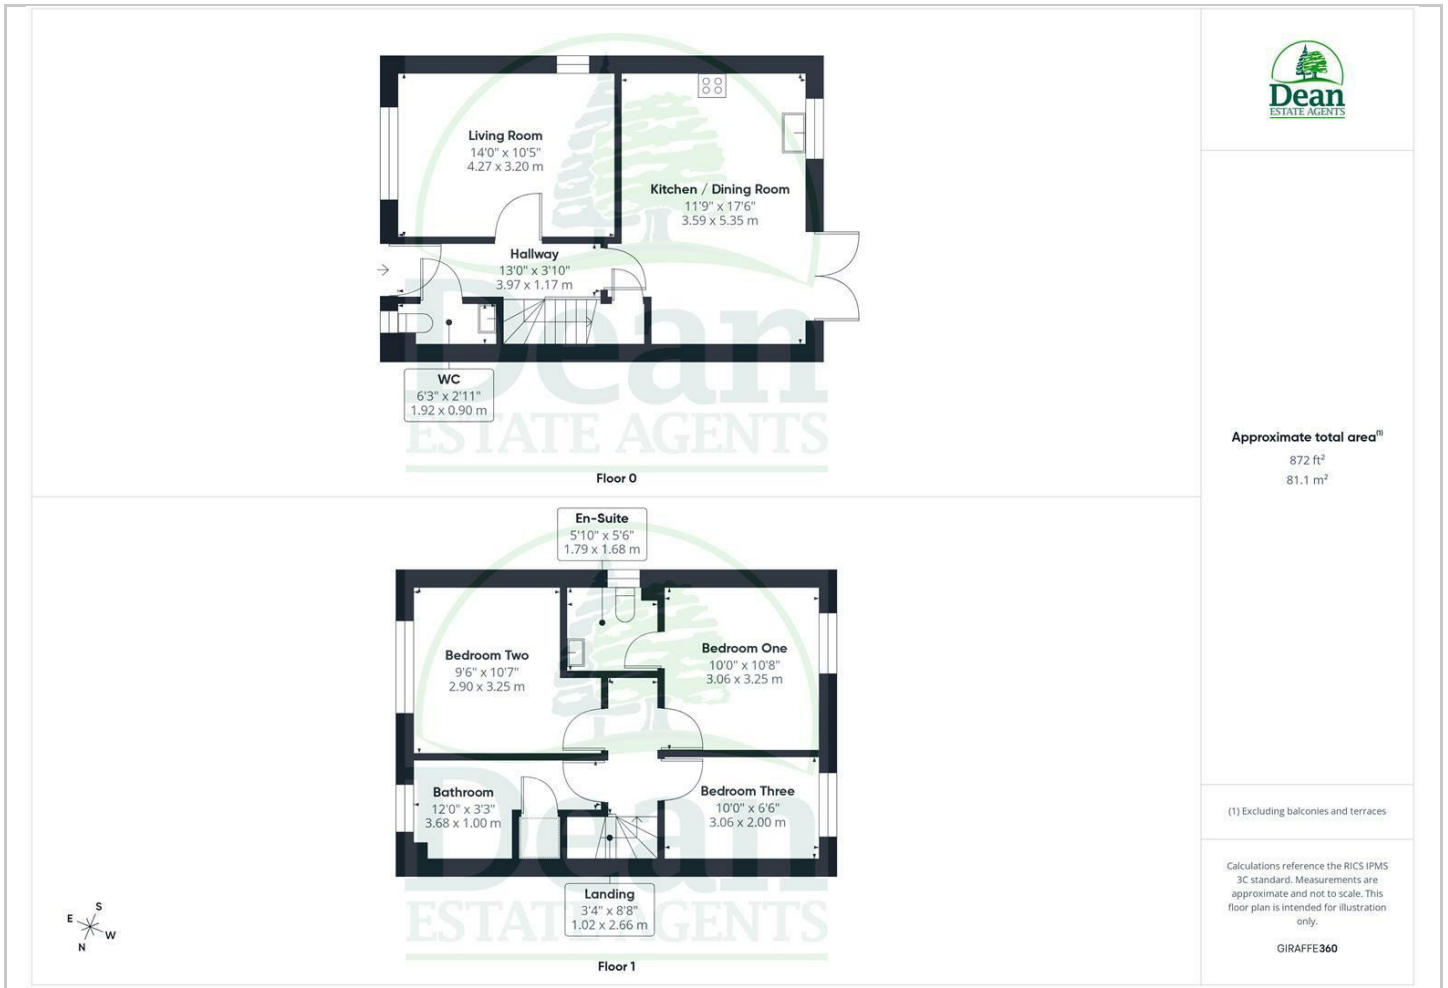 Living Room
14'0" x 10'5"
4.27 x 3.20 m
Kitchen / Dining Room
11'9" x 17'6"
3.59 x 5.35 m
Hallway
13'0" x 3'10"
3.97 x 1.17 m
WC
6'3" x 2'11"
1.92 x 0.90 m
Dean
ESTATE AGENTS
Floor 0
En-Suite
5'10" x 5'6"
1.79 x 1.68 m
Bedroom Two
9'6" x 10'7"
2.90 x 3.25 m
Bedroom One
10'0" x 10'8"
3.06 x 3.25 m
Bathroom
12'0" x 3'3"
3.68 x 1.00 m
Bedroom Three
10'0" x 6'6"
3.06 x 2.00 m
Landing
3'4" x 8'8"
1.02 x 2.66 m
Dean
ESTATE AGENTS
Floor 1
S
E
W
N
Dean
ESTATE AGENTS
Approximate total area(1)
872 ft²
81.1 m²
(1) Excluding balconies and terraces
Calculations reference the RICS IPMS
3C standard. Measurements are
approximate and not to scale. This
floor plan is intended for illustration
only.
GIRAFFE360